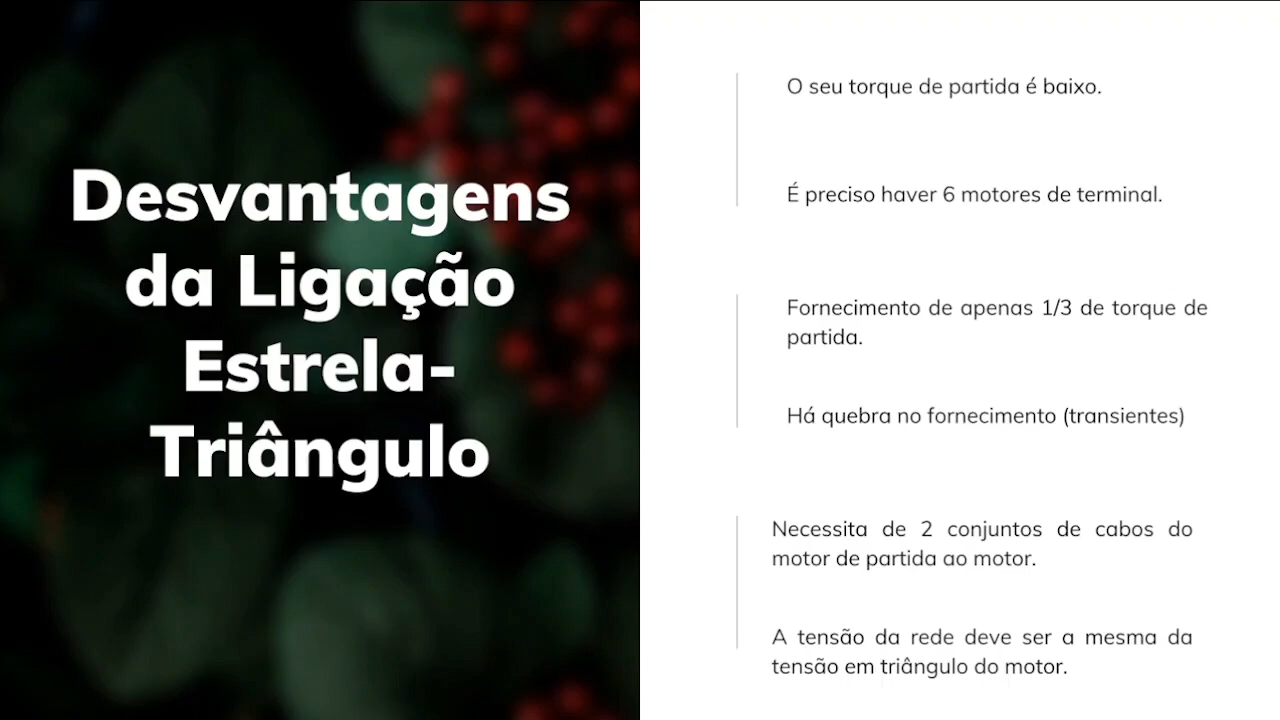 Desvantagens
da Ligação
Estrela-
Triângulo
O seu torque de partida é baixo.
É preciso haver 6 motores de terminal.
Fornecimento de apenas 1/3 de torque de
partida.
Há quebra no fornecimento (transientes)
Necessita de 2 conjuntos de cabos do
motor de partida ao motor.
A tensão da rede deve ser a mesma da
tensão em triângulo do motor.